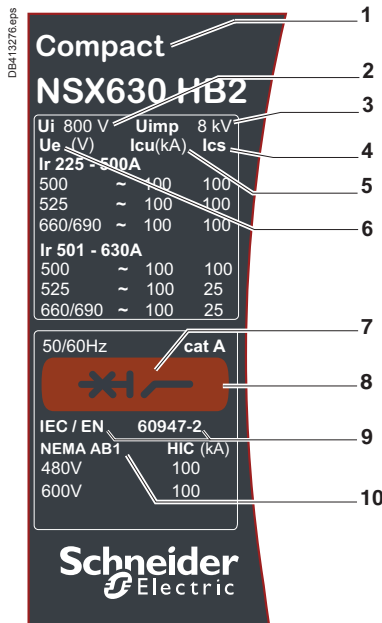 DB413276.eps
Compact 1
NSX630 HB2
2
Ui 800 V Uimp 8 kV 3
Ue (V) Icu(kA) Ics 4
Ir 225 - 500A
5
500 ~ 100 100
525 ~ 100 100
6
660/690 ~ 100 100
Ir 501 - 630A
500 ~ 100 100
525 ~ 100 25
660/690 ~ 100 25
7
50/60Hz cat A
8
IEC / EN 60947-2 9
NEMA AB1 HIC (kA)
480V 100
600V 100
10
Schneider
Electric